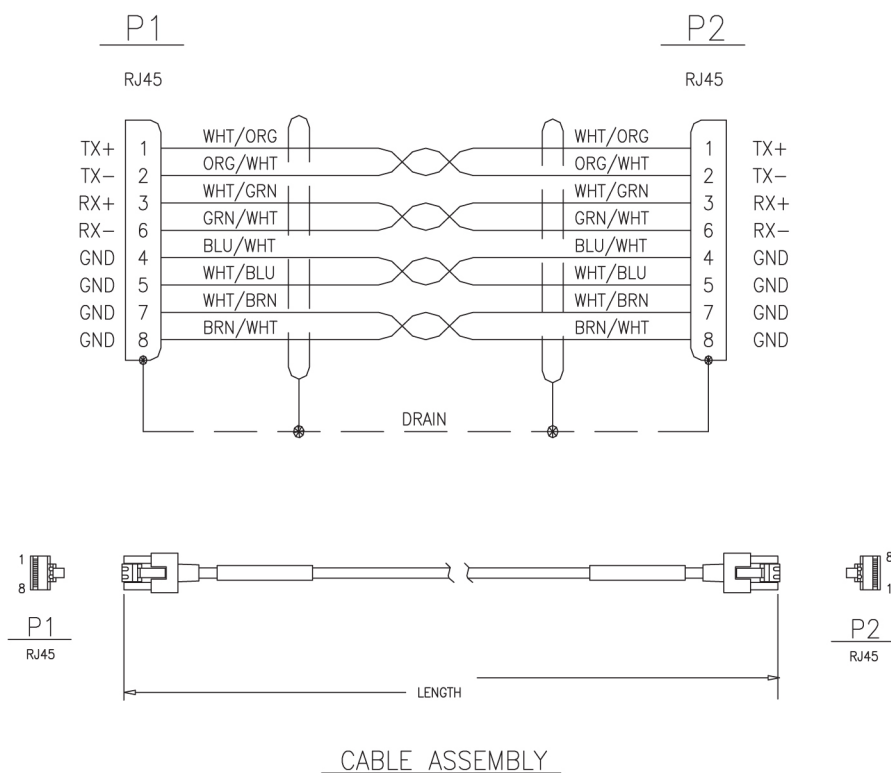 P1 P2
RJ45 RJ45
TX+ 1 WHT/ORG WHT/ORG 1 TX+
TX- 2 ORG/WHT ORG/WHT 2 TX-
RX+ 3 WHT/GRN WHT/GRN 3 RX+
RX- 6 GRN/WHT GRN/WHT 6 RX-
GND 4 BLU/WHT BLU/WHT 4 GND
GND 5 WHT/BLU WHT/BLU 5 GND
GND 7 WHT/BRN WHT/BRN 7 GND
GND 8 BRN/WHT BRN/WHT 8 GND
DRAIN
1 8
8 1
P1 P2
RJ45 RJ45
LENGTH
CABLE ASSEMBLY